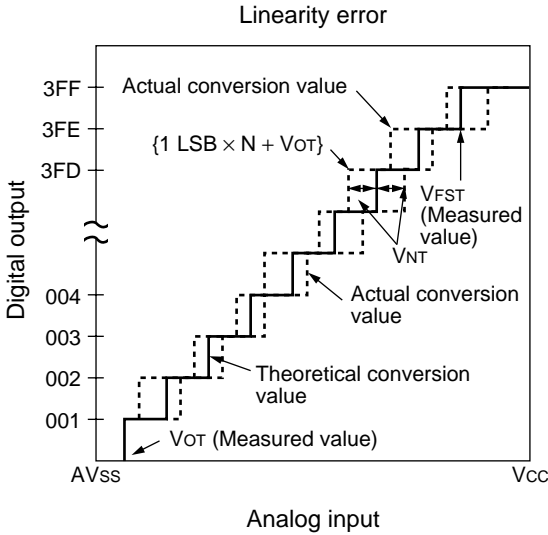 Linearity error
3FF
3FE
3FD
004
003
002
001
AVSS
VCC
Digital output
Analog input
Actual conversion value
{1 LSB × N + VOT}
VFST
(Measured
value)
VNT
Actual conversion
value
Theoretical conversion
value
VOT (Measured value)